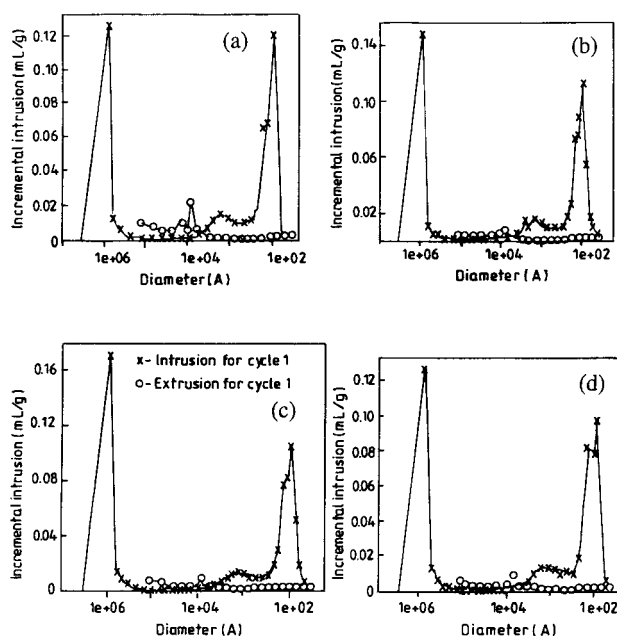 (a)
Incremental intrusion (mL/g)
0.12
0.10
0.08
0.06
0.04
0.02
0
1e+06
1e+04
1e+02
Diameter (A)
(b)
Incremental intrusion (mL/g)
0.14
0.10
0.06
0.02
1e+06
1e+04
1e+02
Diameter (A)
x- Intrusion for cycle 1
o- Extrusion for cycle 1
(c)
Incremental intrusion (mL/g)
0.16
0.12
0.08
0.04
0
1e+06
1e+04
1e+02
Diameter (A)
(d)
Incremental intrusion (mL/g)
0.12
0.10
0.08
0.06
0.04
0.02
0
1e+06
1e+04
1e+02
Diameter (A)